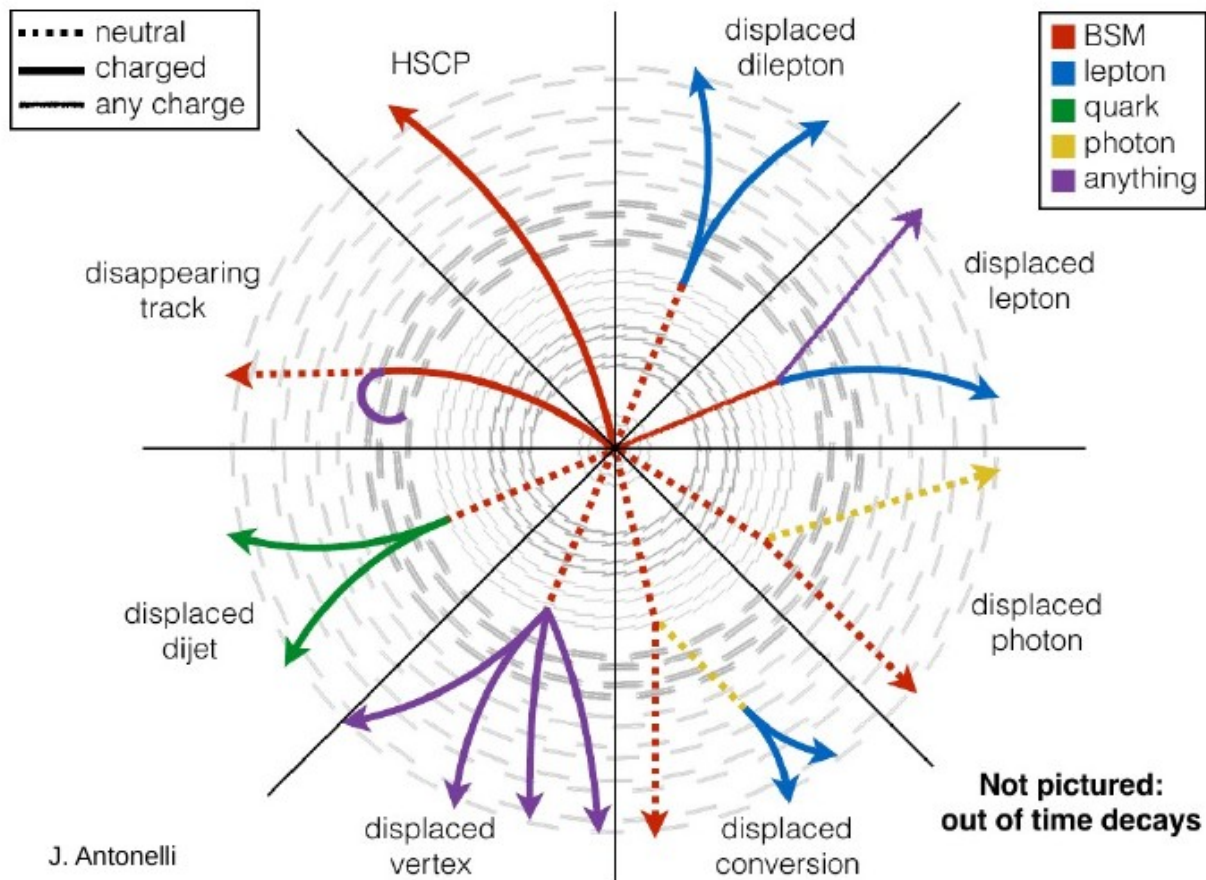 neutral
charged
any charge
HSCP
displaced
dilepton
BSM
lepton
quark
photon
anything
disappearing
track
displaced
lepton
displaced
dijet
displaced
photon
displaced
vertex
displaced
conversion
Not pictured:
out of time decays
J. Antonelli